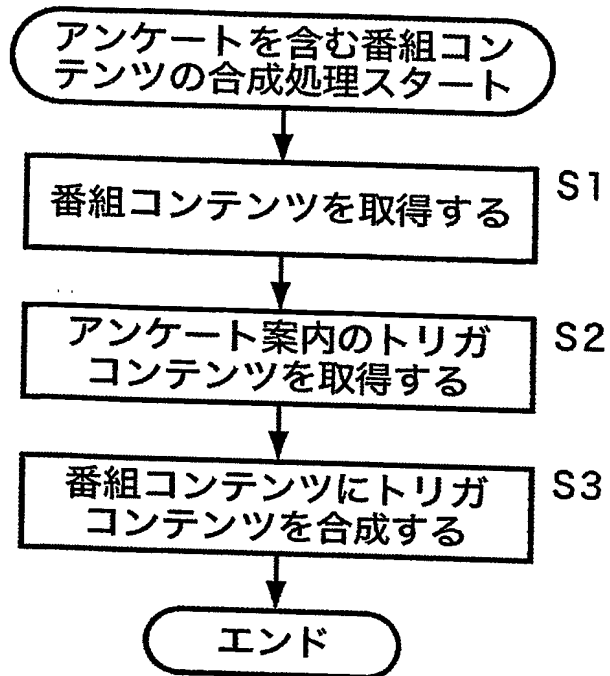 アンケートを含む番組コン
テンツの合成処理スタート
番組コンテンツを取得する
S1
アンケート案内のトリガ
コンテンツを取得する
S2
番組コンテンツにトリガ
コンテンツを合成する
S3
エンド